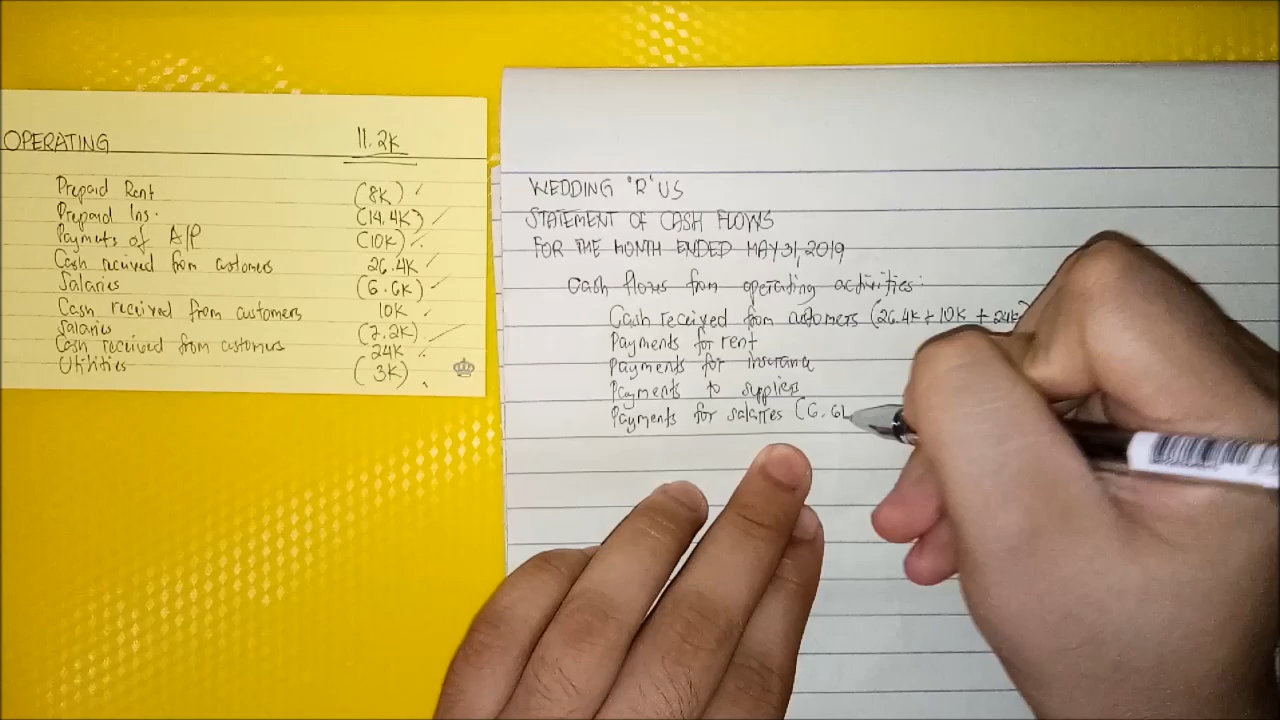 OPERATING 11.2K
Prepaid Rent (8K)
Prepaid Ins. (14.4K)
Payments of A/P (10K)
Cash received from customers 26.4K
Salaries (6.6K)
Cash received from customers 10K
Salaries (7.2K)
Cash received from customers 24K
Utilities (3K)
WEDDING "R" US
STATEMENT OF CASH FLOWS
FOR THE MONTH ENDED MAY 31, 2019
Cash flows from operating activities:
Cash received from customers (26.4K + 10K + 24K)
Payments for rent
Payments for insurance
Payments to suppliers
Payments for salaries (6.6